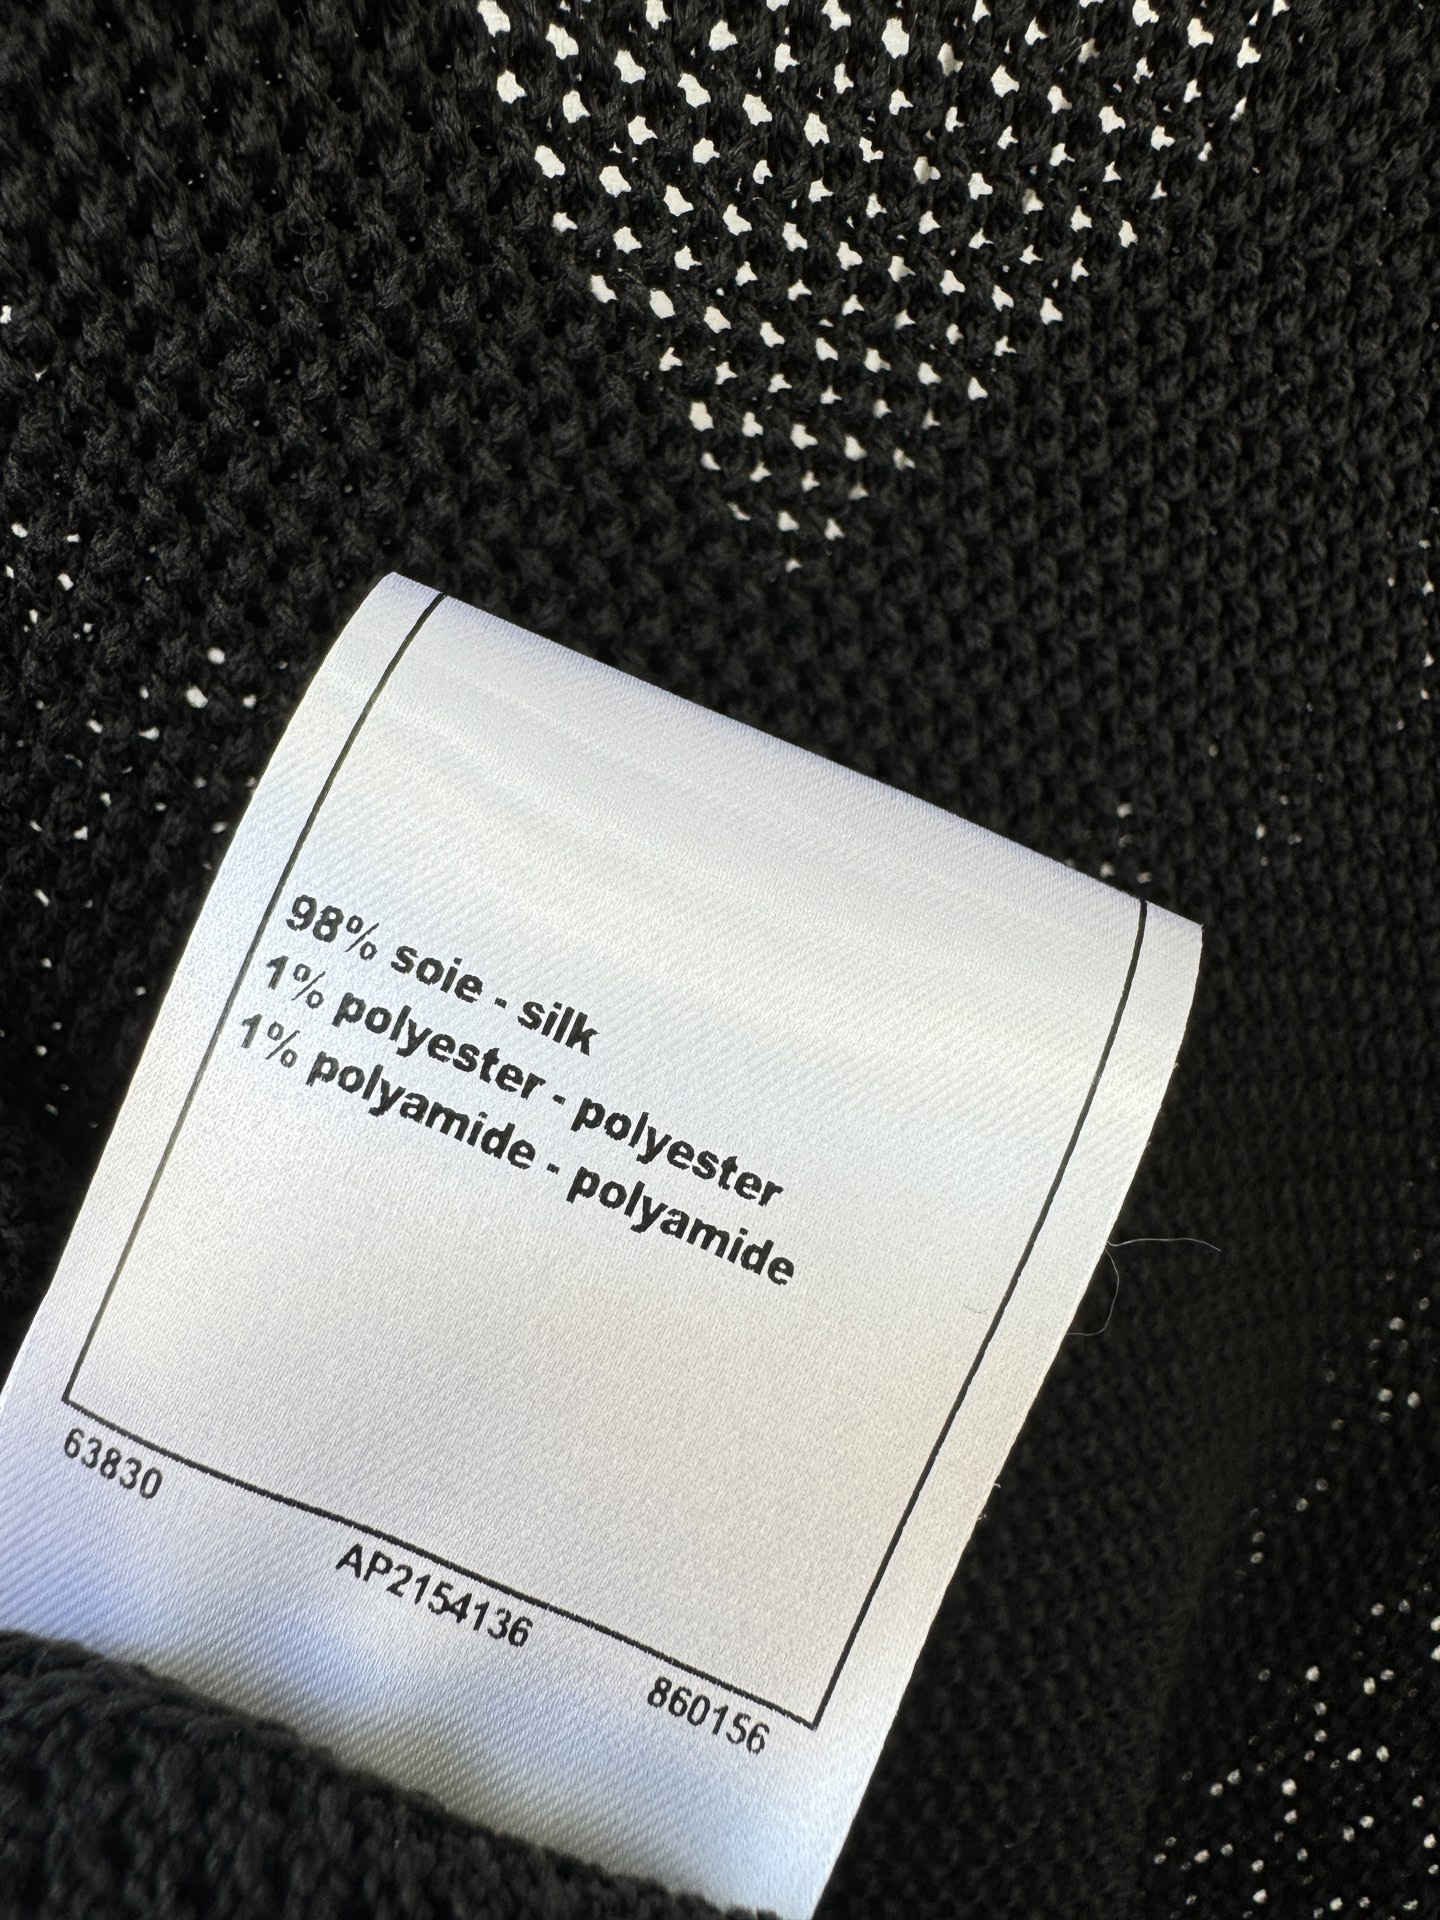 98% soie - silk
1% polyester - polyester
1% polyamide - polyamide
63830
AP2154136
860156